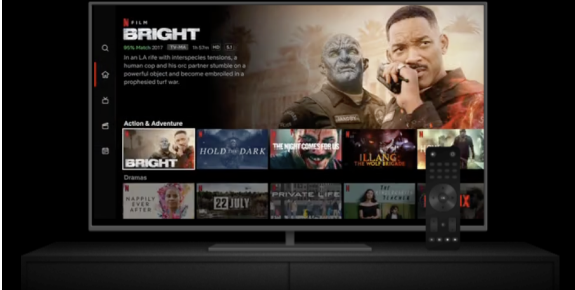 N FILM
BRIGHT
95% Match 2017 TV-MA 1h 57m HD 5.1
In an LA rife with interspecies tensions, a
human cop and his orc partner stumble on a
powerful object and become embroiled in a
prophesied turf war.
Action & Adventure
BRIGHT
HOLD THE DARK
THE NIGHT COMES FOR US
ILLANG:
THE WOLF BRIGADE
Dramas
NAPPILY
EVER
AFTER
22 JULY
PRIVATE LIFE